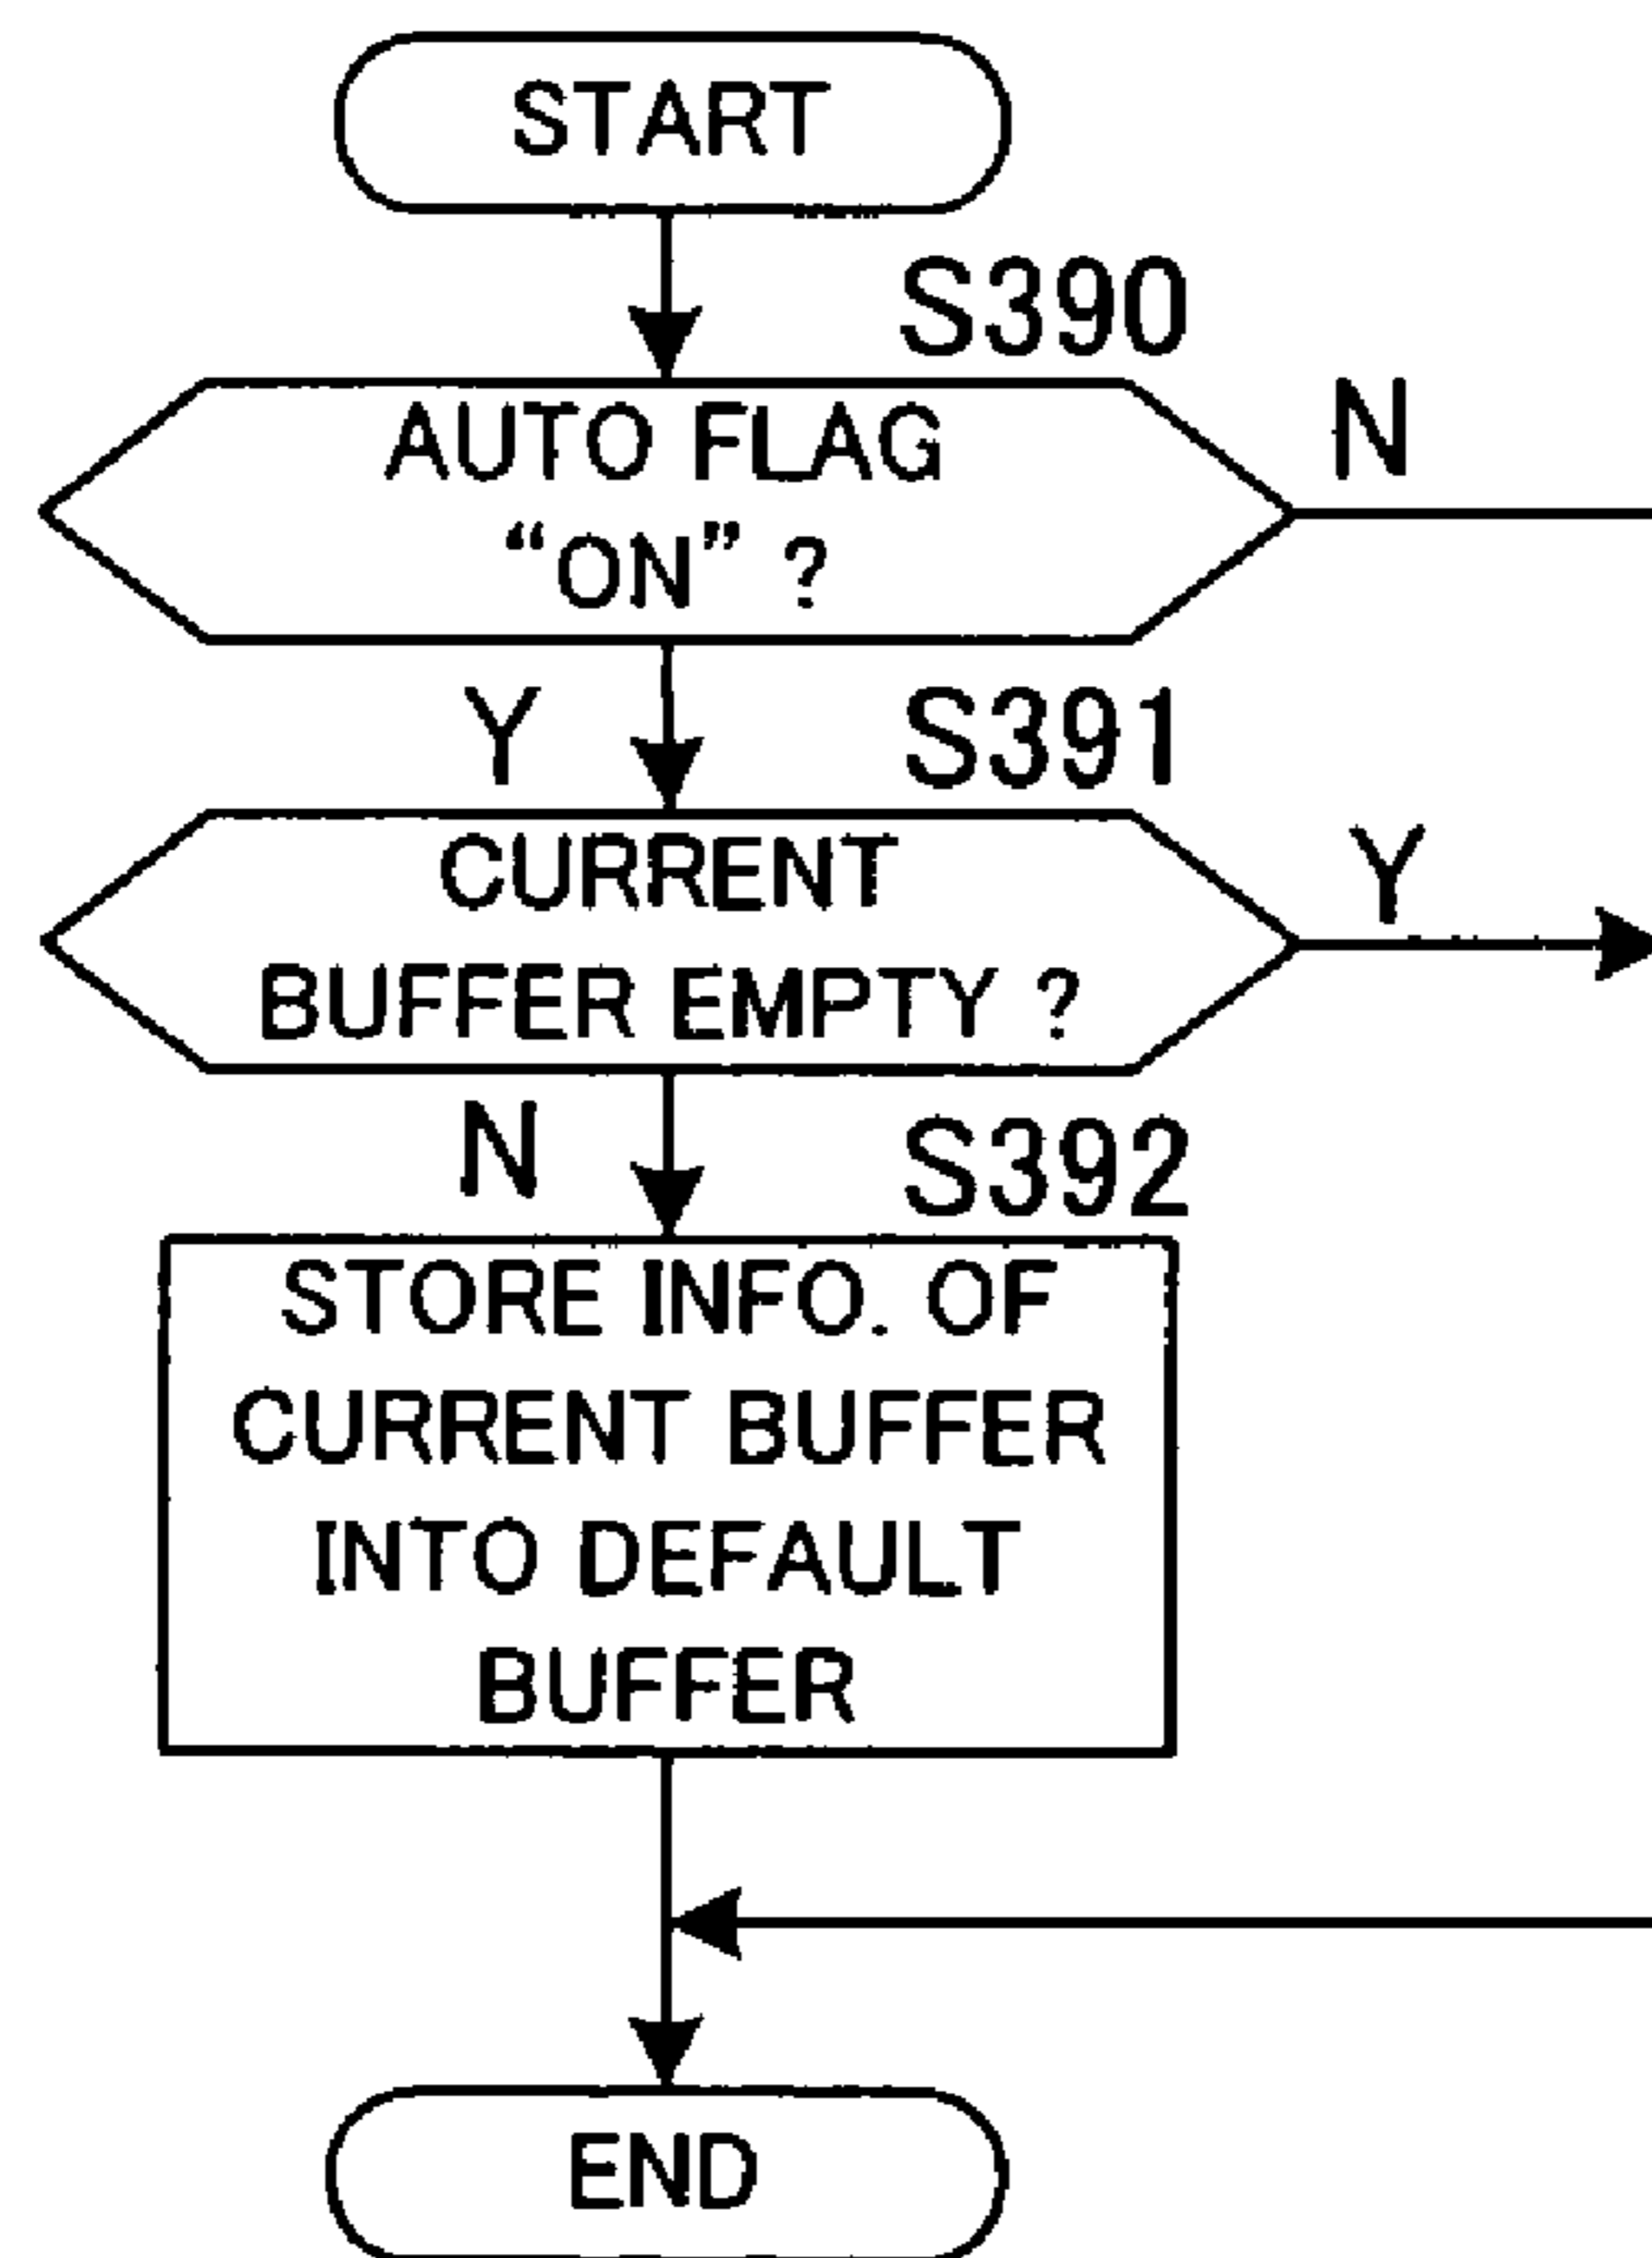 START
S390
AUTO FLAG
N
“ON” ?
Y
S391
CURRENT
Y
BUFFER EMPTY ?
N
S392
STORE INFO. OF
CURRENT BUFFER
INTO DEFAULT
BUFFER
END